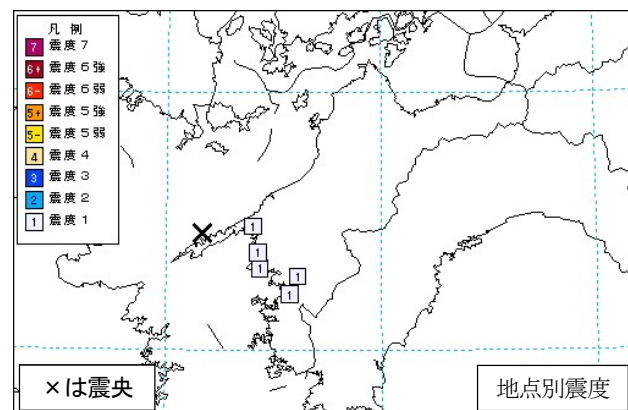 凡例
7 震度7
6+ 震度6強
6- 震度6弱
5+ 震度5強
5- 震度5弱
4 震度4
3 震度3
2 震度2
1 震度1
1
1
1
1
1
×は震央
地点別震度